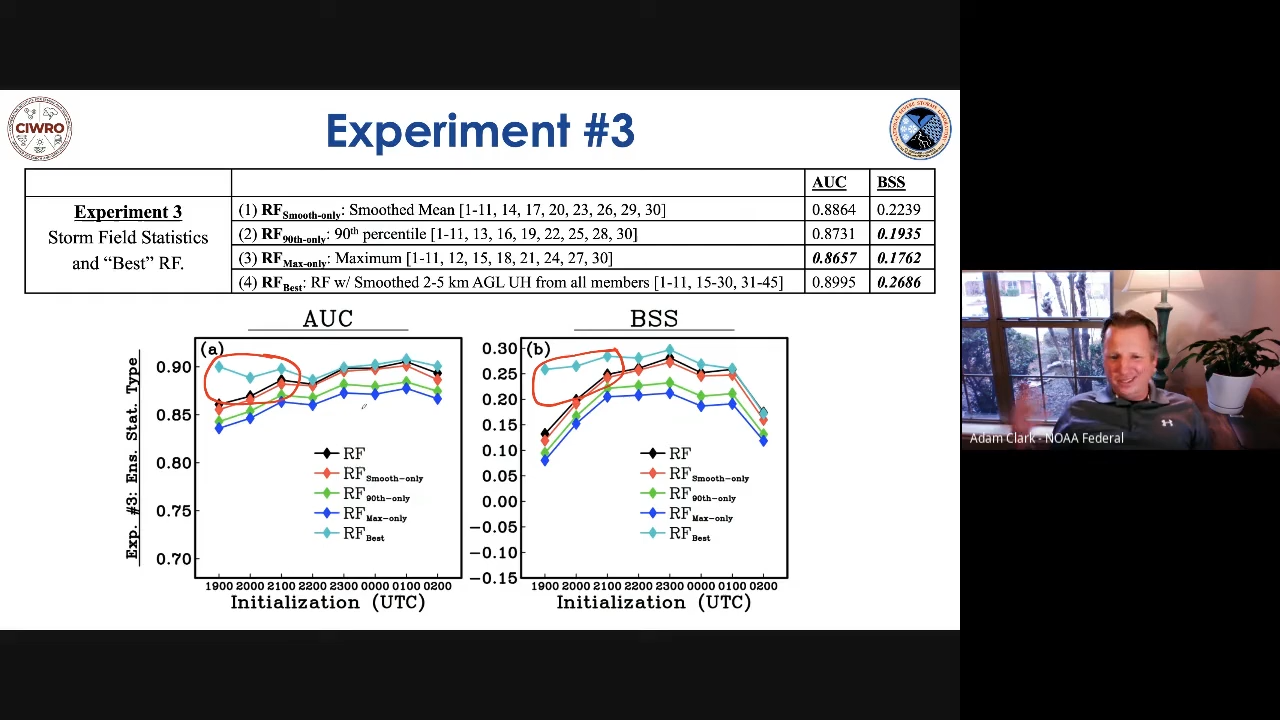 CIWRO
Experiment #3
AUC BSS
Experiment 3
Storm Field Statistics
and “Best” RF.
(1) RFSmooth-only: Smoothed Mean [1-11, 14, 17, 20, 23, 26, 29, 30] 0.8864 0.2239
(2) RF90th-only: 90th percentile [1-11, 13, 16, 19, 22, 25, 28, 30] 0.8731 0.1935
(3) RFMax-only: Maximum [1-11, 12, 15, 18, 21, 24, 27, 30] 0.8657 0.1762
(4) RFBest: RF w/ Smoothed 2-5 km AGL UH from all members [1-11, 15-30, 31-45] 0.8995 0.2686
AUC
Exp. #3: Ens. Stat. Type
(a)
0.90
0.85
0.80
0.75
0.70
RF
RFSmooth-only
RF90th-only
RFMax-only
RFBest
1900 2000 2100 2200 2300 0000 0100 0200
Initialization (UTC)
BSS
(b)
0.30
0.25
0.20
0.15
0.10
0.05
0.00
−0.05
−0.10
−0.15
RF
RFSmooth-only
RF90th-only
RFMax-only
RFBest
1900 2000 2100 2200 2300 0000 0100 0200
Initialization (UTC)
Adam Clark - NOAA Federal